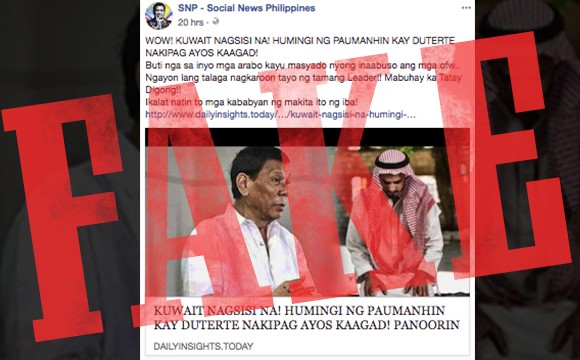 SNP - Social News Philippines
20 hrs ·
WOW! KUWAIT NAGSISI NA! HUMINGI NG PAUMANHIN KAY DUTERTE
NAKIPAG AYOS KAAGAD!
Buti nga sa inyo mga arabo kayu masyado nyong inaabuso ang mga ofw..
Ngayon lang talaga nagkaroon tayo ng tamang Leader!! Mabuhay ka Tatay
Digong!!
Ikalat natin to mga kababyan ng makita ito ng iba!
http://www.dailyinsights.today/.../kuwait-nagsisi-na-humingi-...
FAKE
KUWAIT NAGSISI NA! HUMINGI NG PAUMANHIN
KAY DUTERTE NAKIPAG AYOS KAAGAD! PANOORIN
DAILYINSIGHTS.TODAY